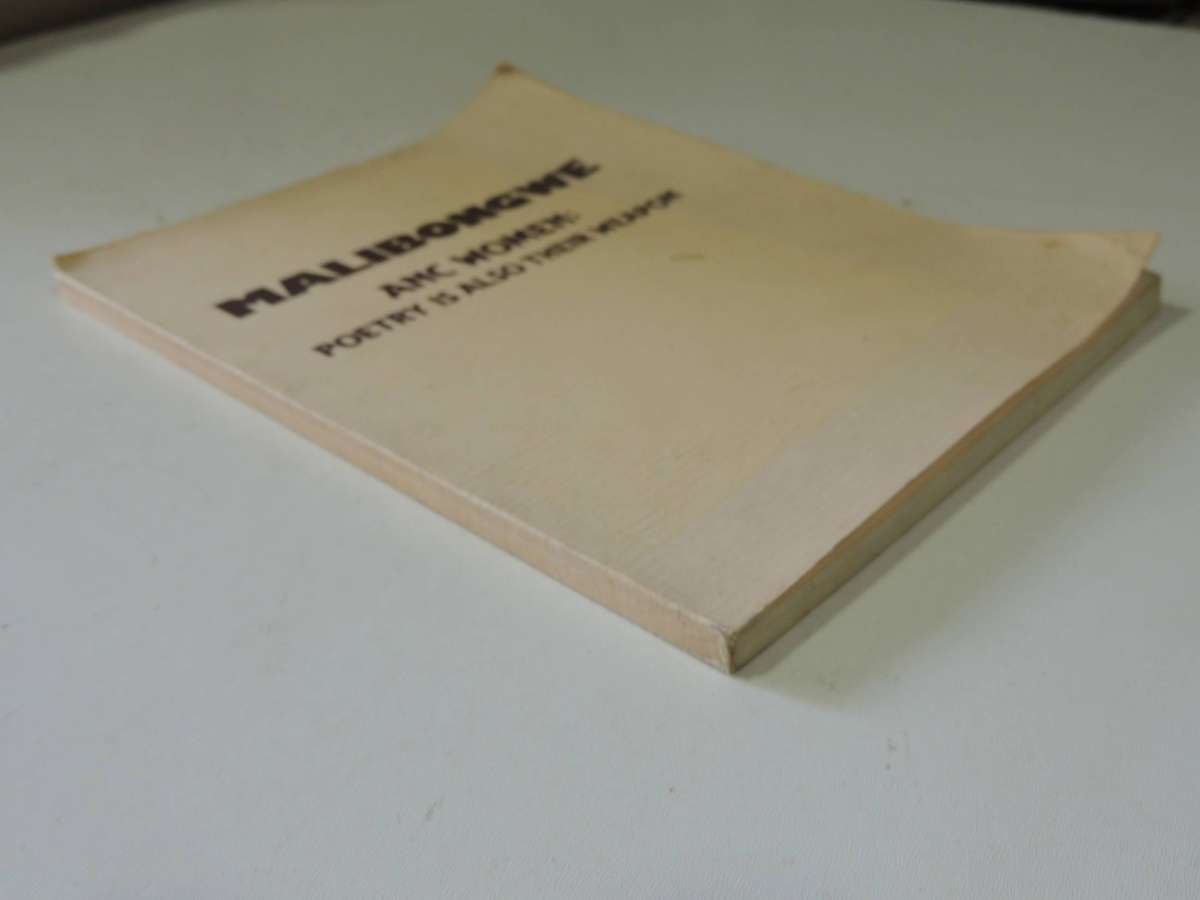 MALIBONGWE
ANC WOMEN:
POETRY IS ALSO THEIR WEAPON